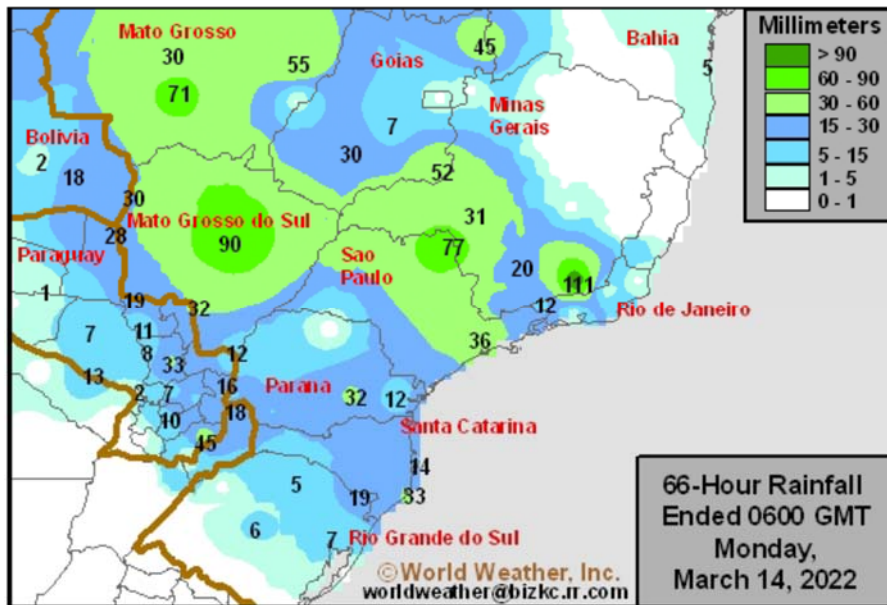 Mato Grosso
30
55
71
Goias
45
Bahia
5
Millimeters
> 90
60 - 90
30 - 60
15 - 30
5 - 15
1 - 5
0 - 1
Bolivia
2
18
7
Minas
Gerais
30
52
30
Mato Grosso do Sul
28
90
31
77
Paraguay
Sao
Paulo
20
111
1
19
32
12
Rio de Janeiro
7
11
8
33
12
36
13
2
7
16
Parana
32
12
10
18
Santa Catarina
45
14
5
19
33
6
7
Rio Grande do Sul
66-Hour Rainfall
Ended 0600 GMT
Monday,
March 14, 2022
©World Weather, Inc.
worldweather@bizkc.rr.com